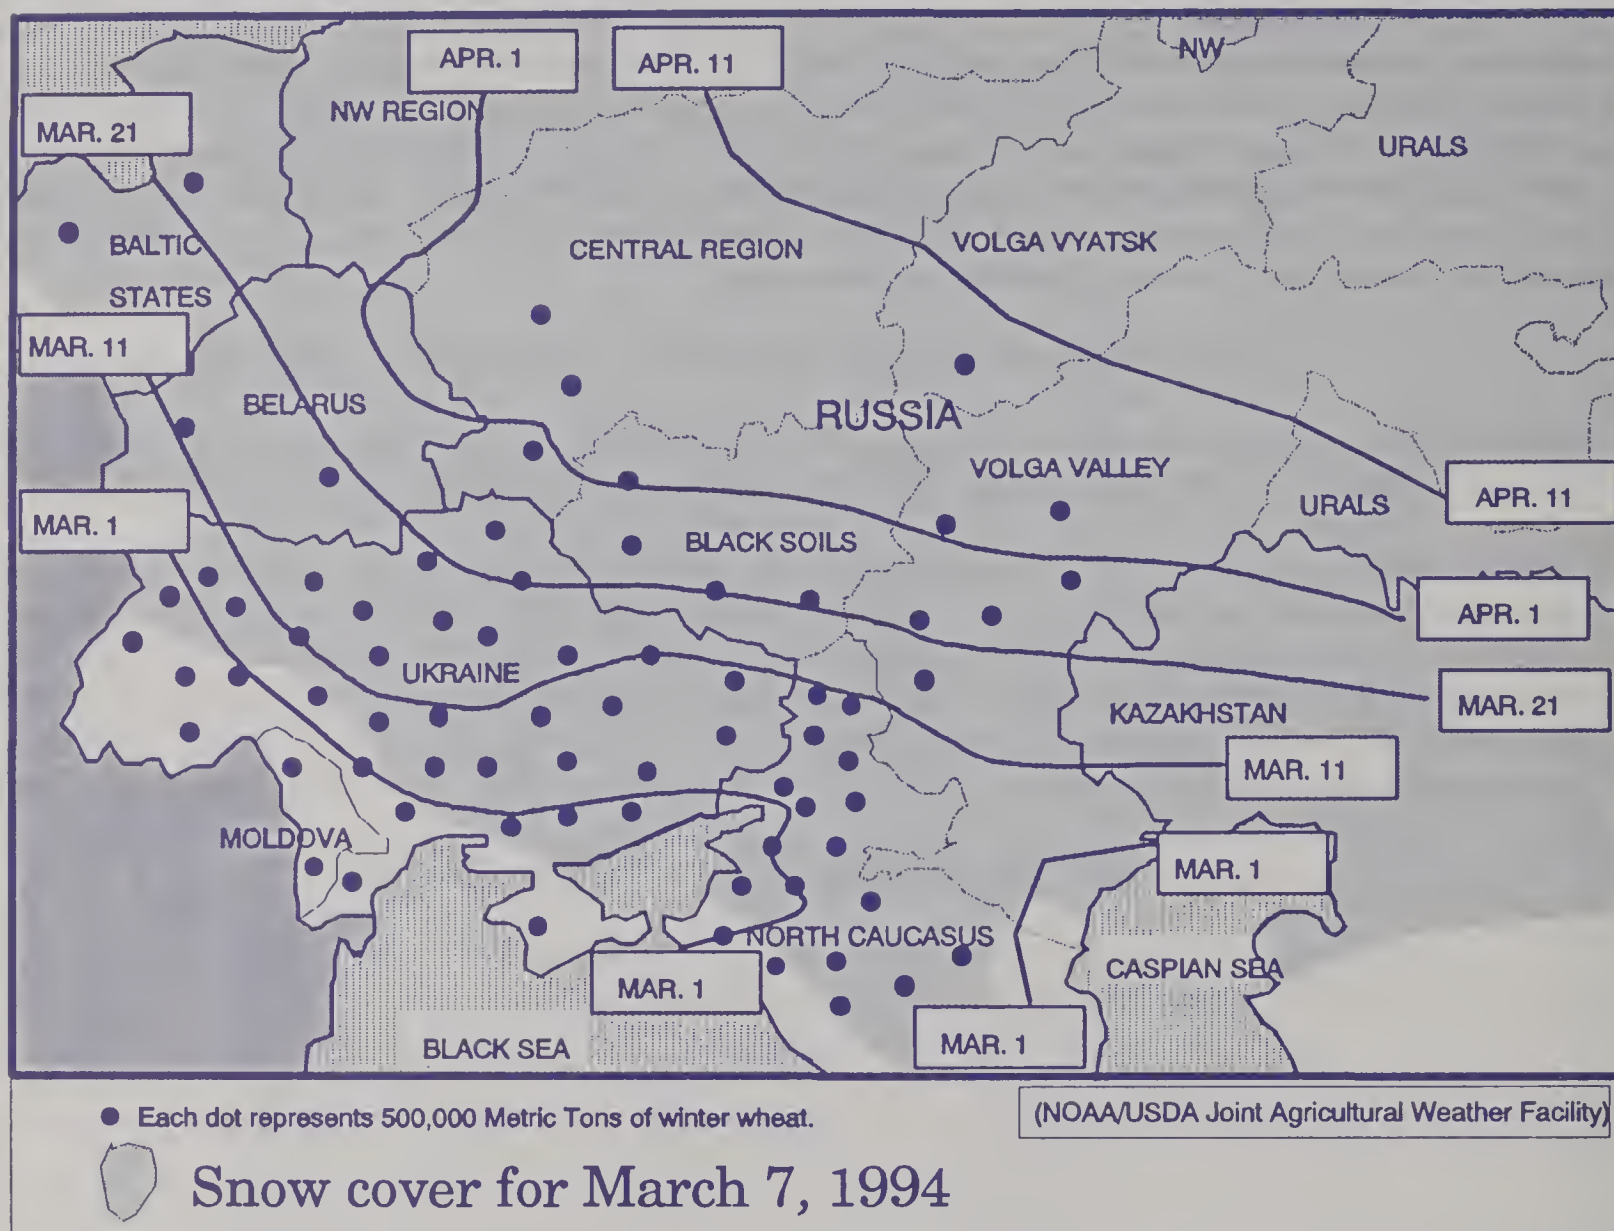 APR. 1
APR. 11
NW
NW REGION
MAR. 21
URALS
BALTIC
STATES
CENTRAL REGION
VOLGA VYATSK
MAR. 11
BELARUS
RUSSIA
VOLGA VALLEY
APR. 11
URALS
MAR. 1
BLACK SOILS
APR. 1
UKRAINE
KAZAKHSTAN
MAR. 21
MAR. 11
MOLDOVA
MAR. 1
NORTH CAUCASUS
CASPIAN SEA
MAR. 1
MAR. 1
BLACK SEA
Each dot represents 500,000 Metric Tons of winter wheat.
(NOAA/USDA Joint Agricultural Weather Facility)
Snow cover for March 7, 1994